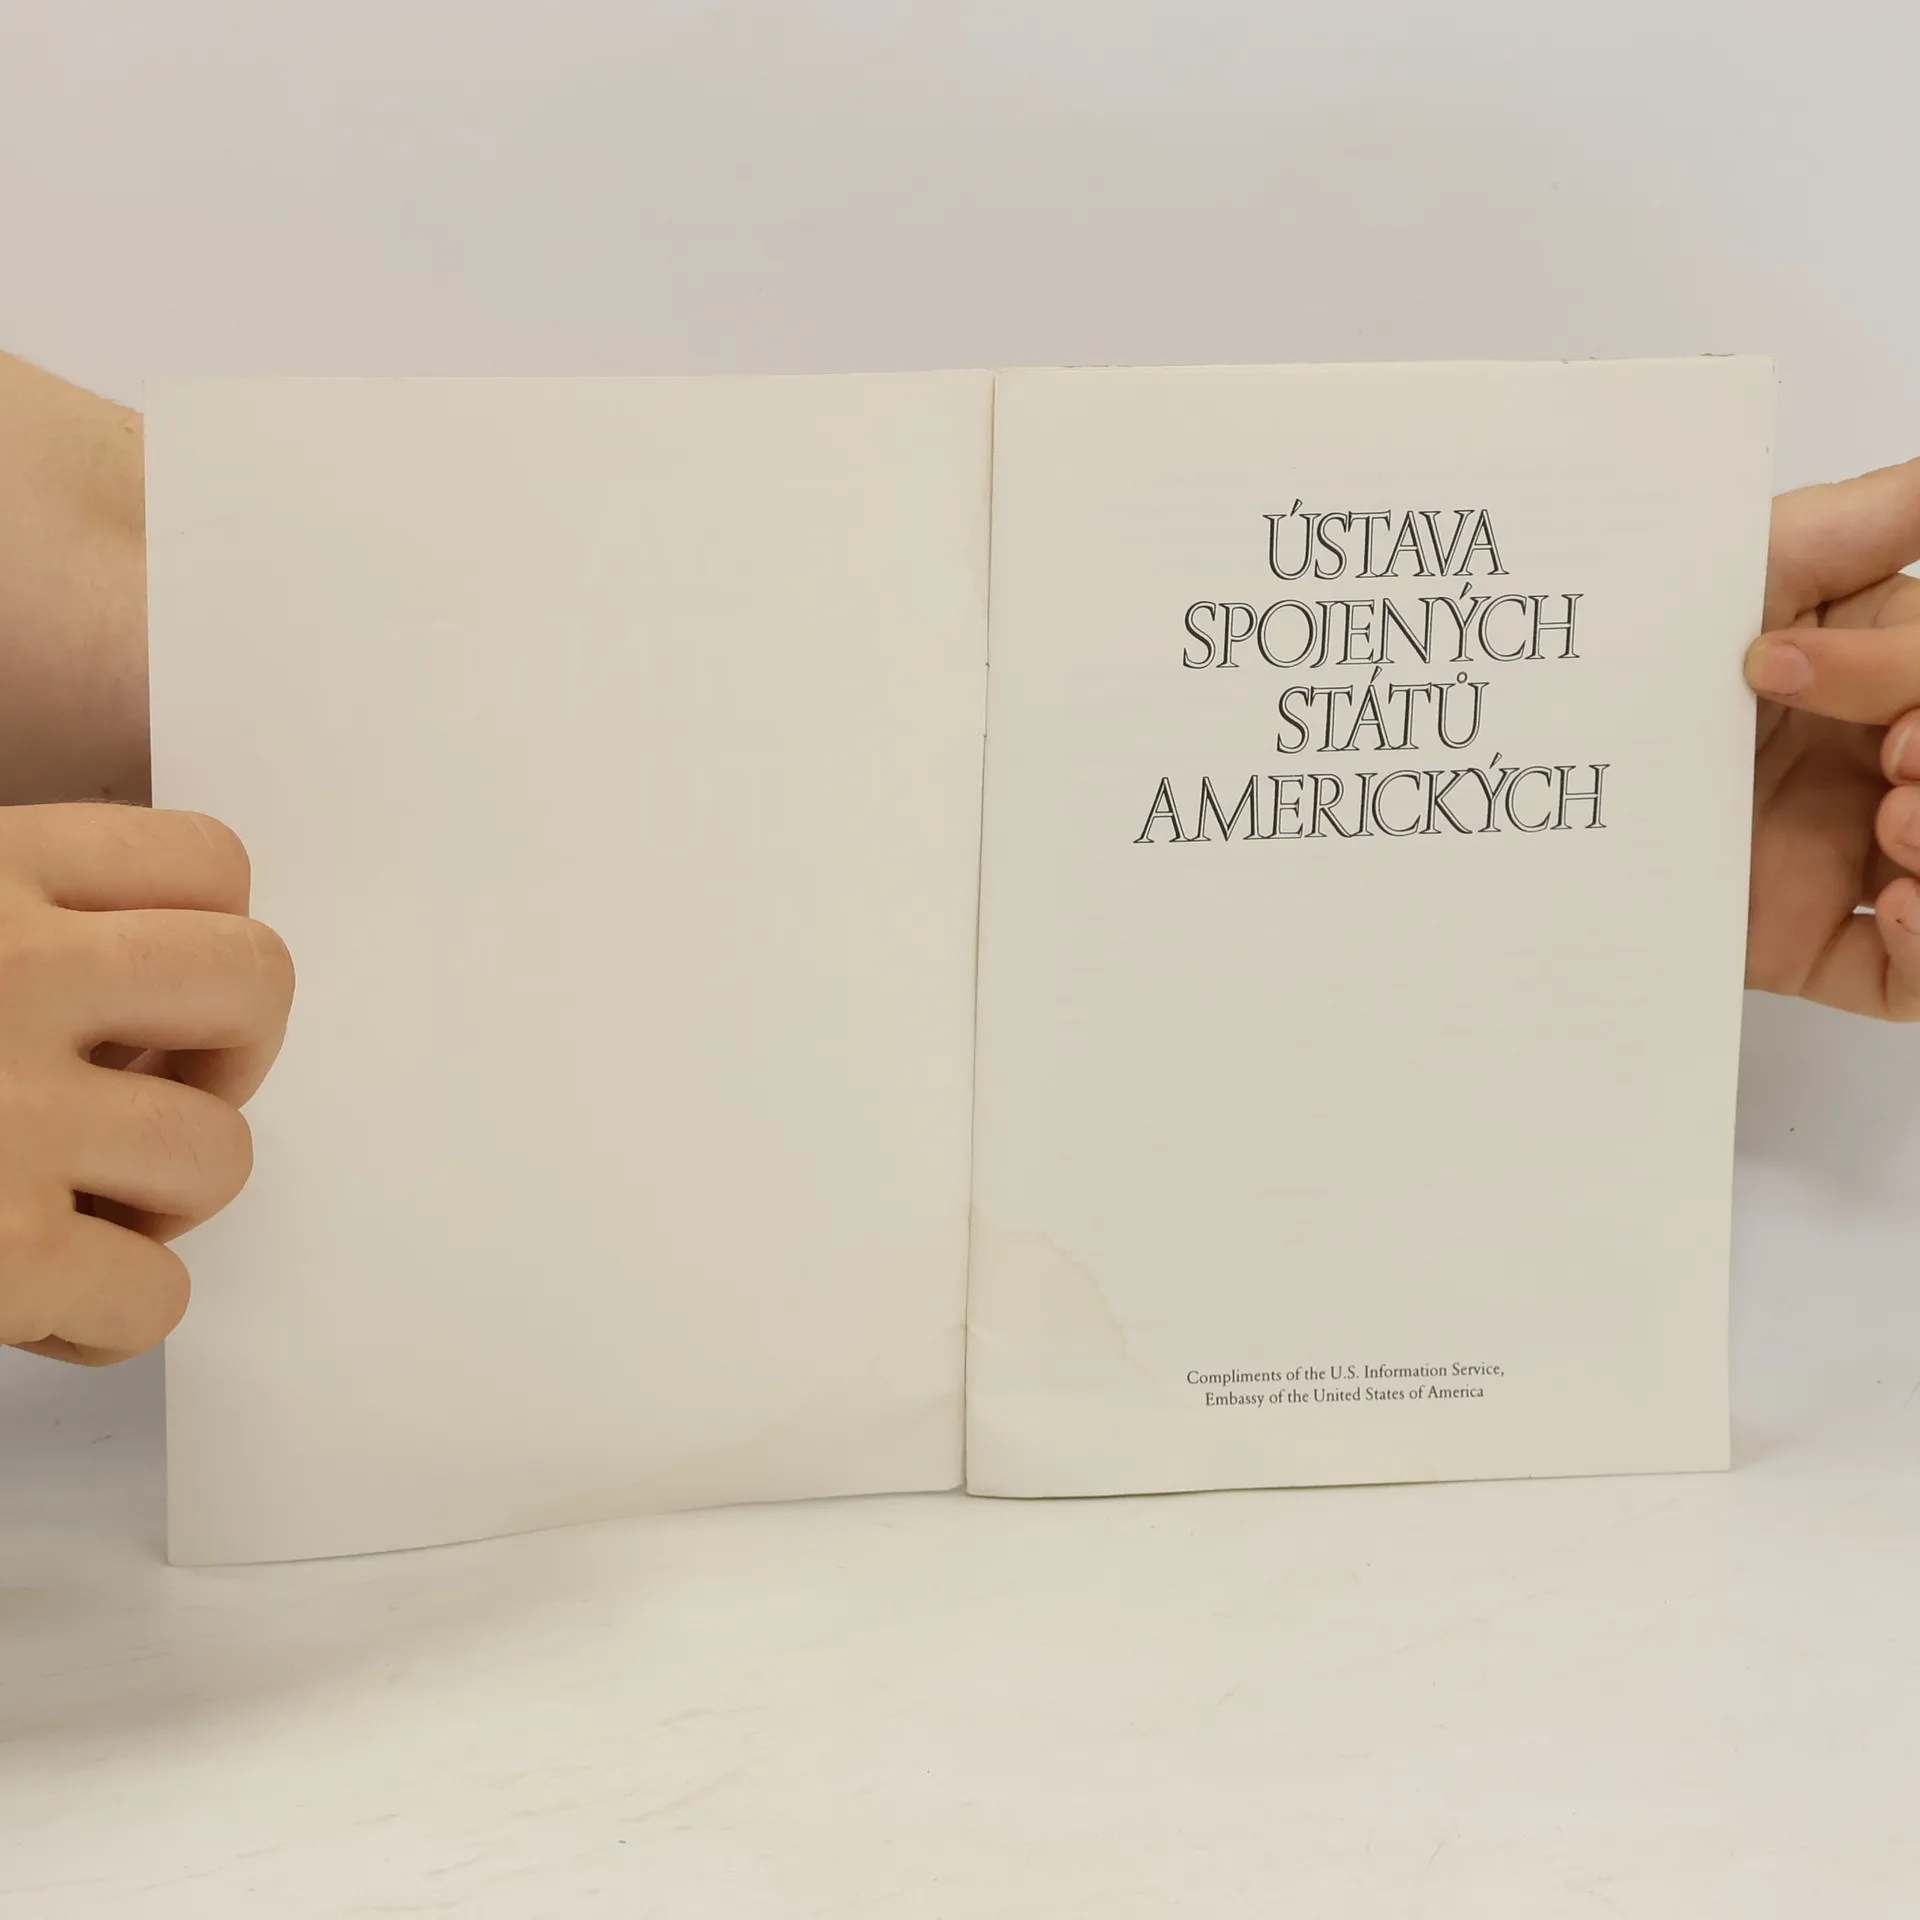 ÚSTAVA
SPOJENÝCH
STÁTŮ
AMERICKÝCH
Compliments of the U.S. Information Service,
Embassy of the United States of America